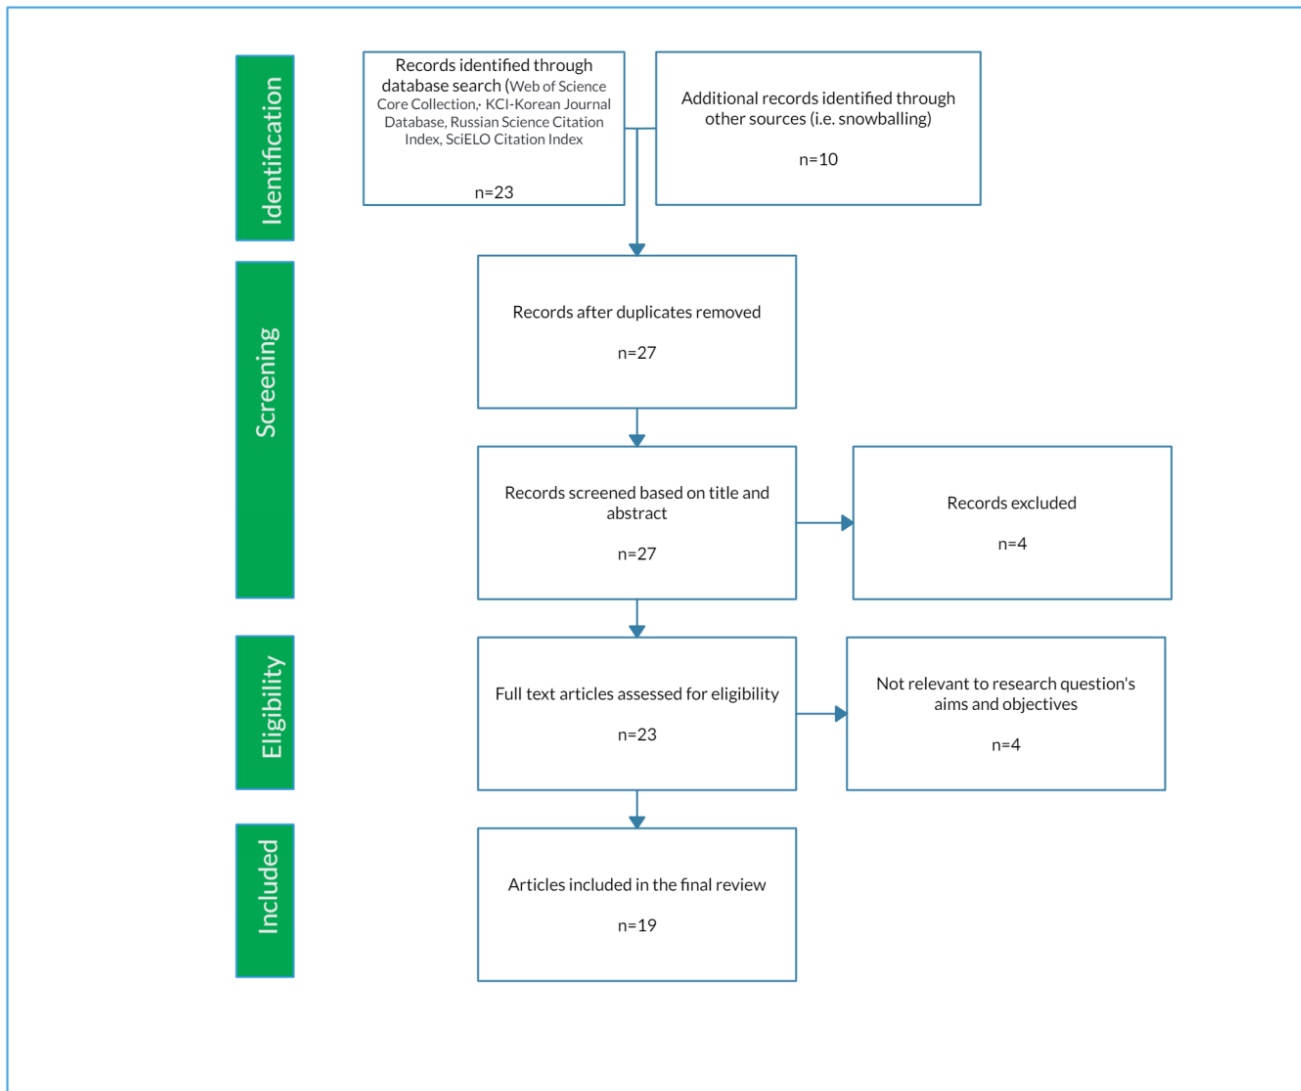 Identification
Records identified through
database search (Web of Science
Core Collection,· KCI-Korean Journal
Database, Russian Science Citation
Index, SciELO Citation Index
n=23
Additional records identified through
other sources (i.e. snowballing)
n=10
Screening
Records after duplicates removed
n=27
Records screened based on title and
abstract
n=27
Records excluded
n=4
Eligibility
Full text articles assessed for eligibility
n=23
Not relevant to research question's
aims and objectives
n=4
Included
Articles included in the final review
n=19